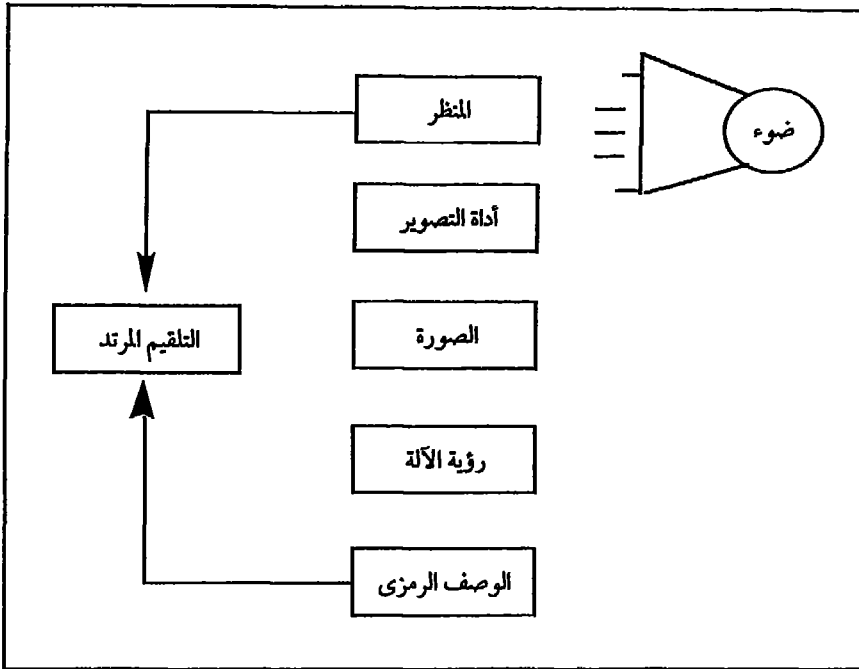 ضوء
المنظر
أداة التصوير
التلقيم المرتد
الصورة
رؤية الآلة
الوصف الرمزى